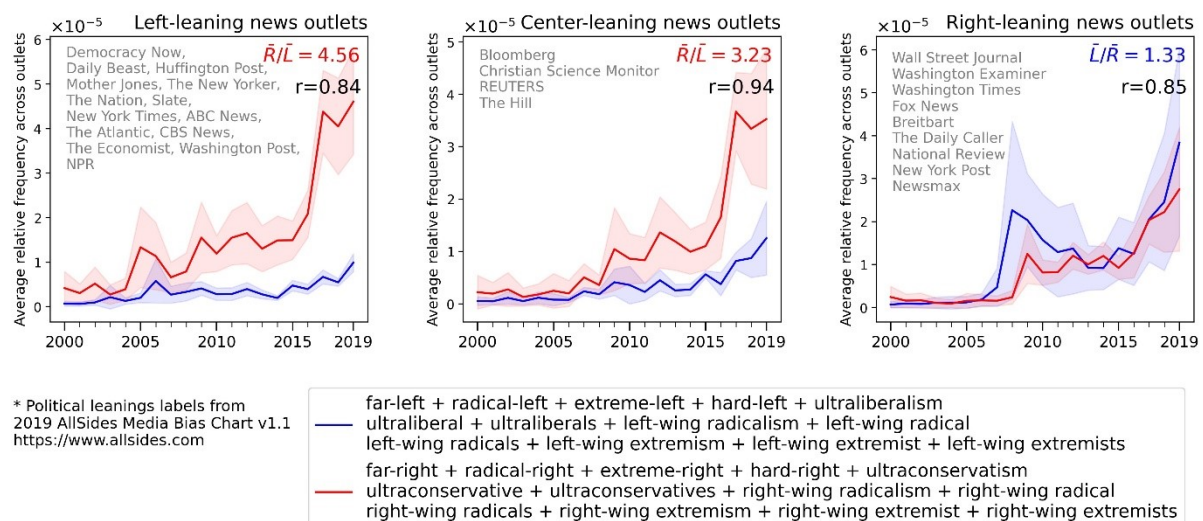 Left-leaning news outlets
×10⁻⁵
Average relative frequency across outlets
Democracy Now,
Daily Beast, Huffington Post,
Mother Jones, The New Yorker,
The Nation, Slate,
New York Times, ABC News,
The Atlantic, CBS News,
The Economist, Washington Post,
NPR
R̄/L̄ = 4.56
r=0.84
6
5
4
3
2
1
0
2000 2005 2010 2015 2019
Center-leaning news outlets
×10⁻⁵
Average relative frequency across outlets
Bloomberg
Christian Science Monitor
REUTERS
The Hill
R̄/L̄ = 3.23
r=0.94
5
4
3
2
1
0
2000 2005 2010 2015 2019
Right-leaning news outlets
×10⁻⁵
Average relative frequency across outlets
Wall Street Journal
Washington Examiner
Washington Times
Fox News
Breitbart
The Daily Caller
National Review
New York Post
Newsmax
L̄/R̄ = 1.33
r=0.85
6
5
4
3
2
1
0
2000 2005 2010 2015 2019
* Political leanings labels from
2019 AllSides Media Bias Chart v1.1
https://www.allsides.com
far-left + radical-left + extreme-left + hard-left + ultraliberalism
ultraliberal + ultraliberals + left-wing radicalism + left-wing radical
left-wing radicals + left-wing extremism + left-wing extremist + left-wing extremists
far-right + radical-right + extreme-right + hard-right + ultraconservatism
ultraconservative + ultraconservatives + right-wing radicalism + right-wing radical
right-wing radicals + right-wing extremism + right-wing extremist + right-wing extremists